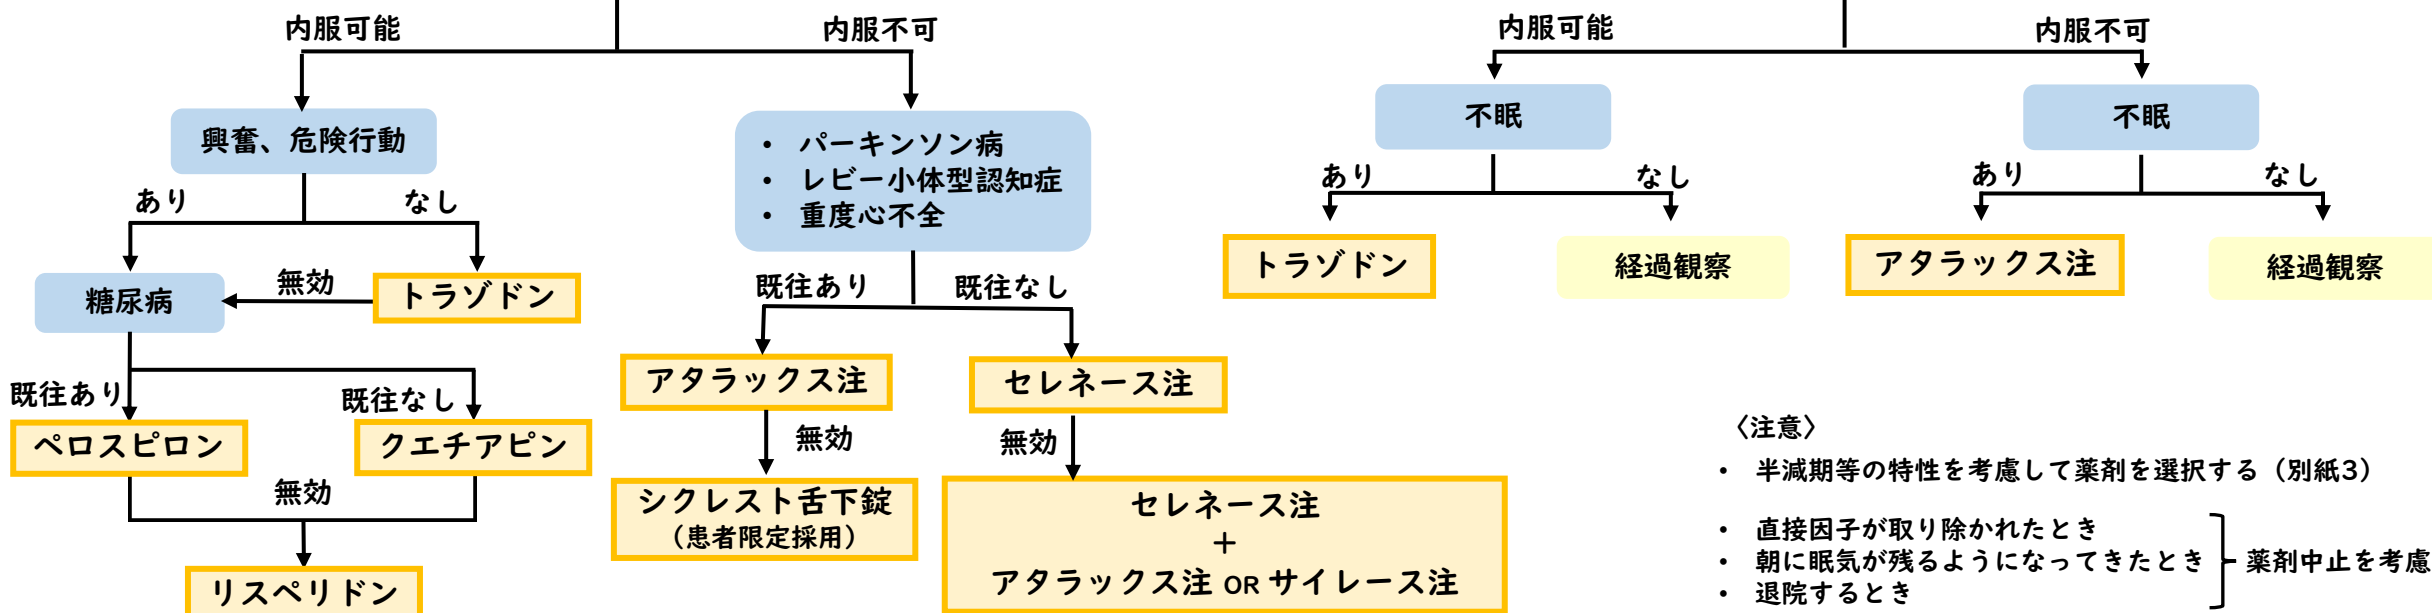 内服可能
内服不可
興奮、危険行動
あり
なし
糖尿病
無効
トラゾドン
既往あり
既往なし
ペロスピロン
クエチアピン
無効
リスペリドン
• パーキンソン病
• レビー小体型認知症
• 重度心不全
既往あり
既往なし
アタラックス注
セレネース注
無効
無効
シクレスト舌下錠
（患者限定採用）
セレネース注
+
アタラックス注 OR サイレース注
内服可能
内服不可
不眠
あり
なし
トラゾドン
経過観察
不眠
あり
なし
アタラックス注
経過観察
〈注意〉
• 半減期等の特性を考慮して薬剤を選択する（別紙3）
• 直接因子が取り除かれたとき
• 朝に眠気が残るようになってきたとき
• 退院するとき
薬剤中止を考慮